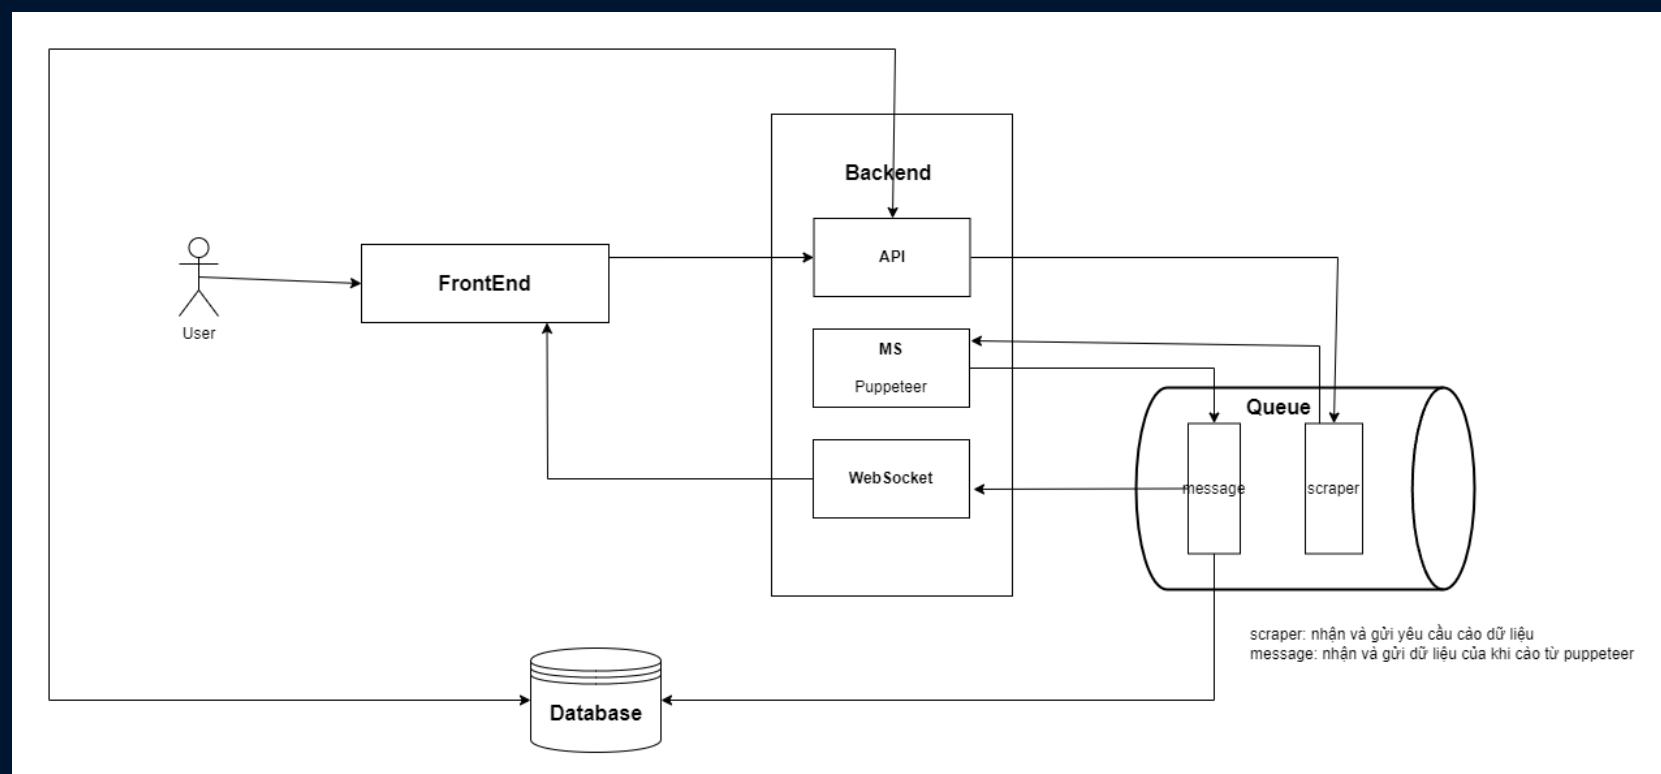 Backend
API
FrontEnd
User
MS
Puppeteer
Queue
WebSocket
message
scraper
scraper: nhận và gửi yêu cầu cào dữ liệu
message: nhận và gửi dữ liệu của khi cào từ puppeteer
Database